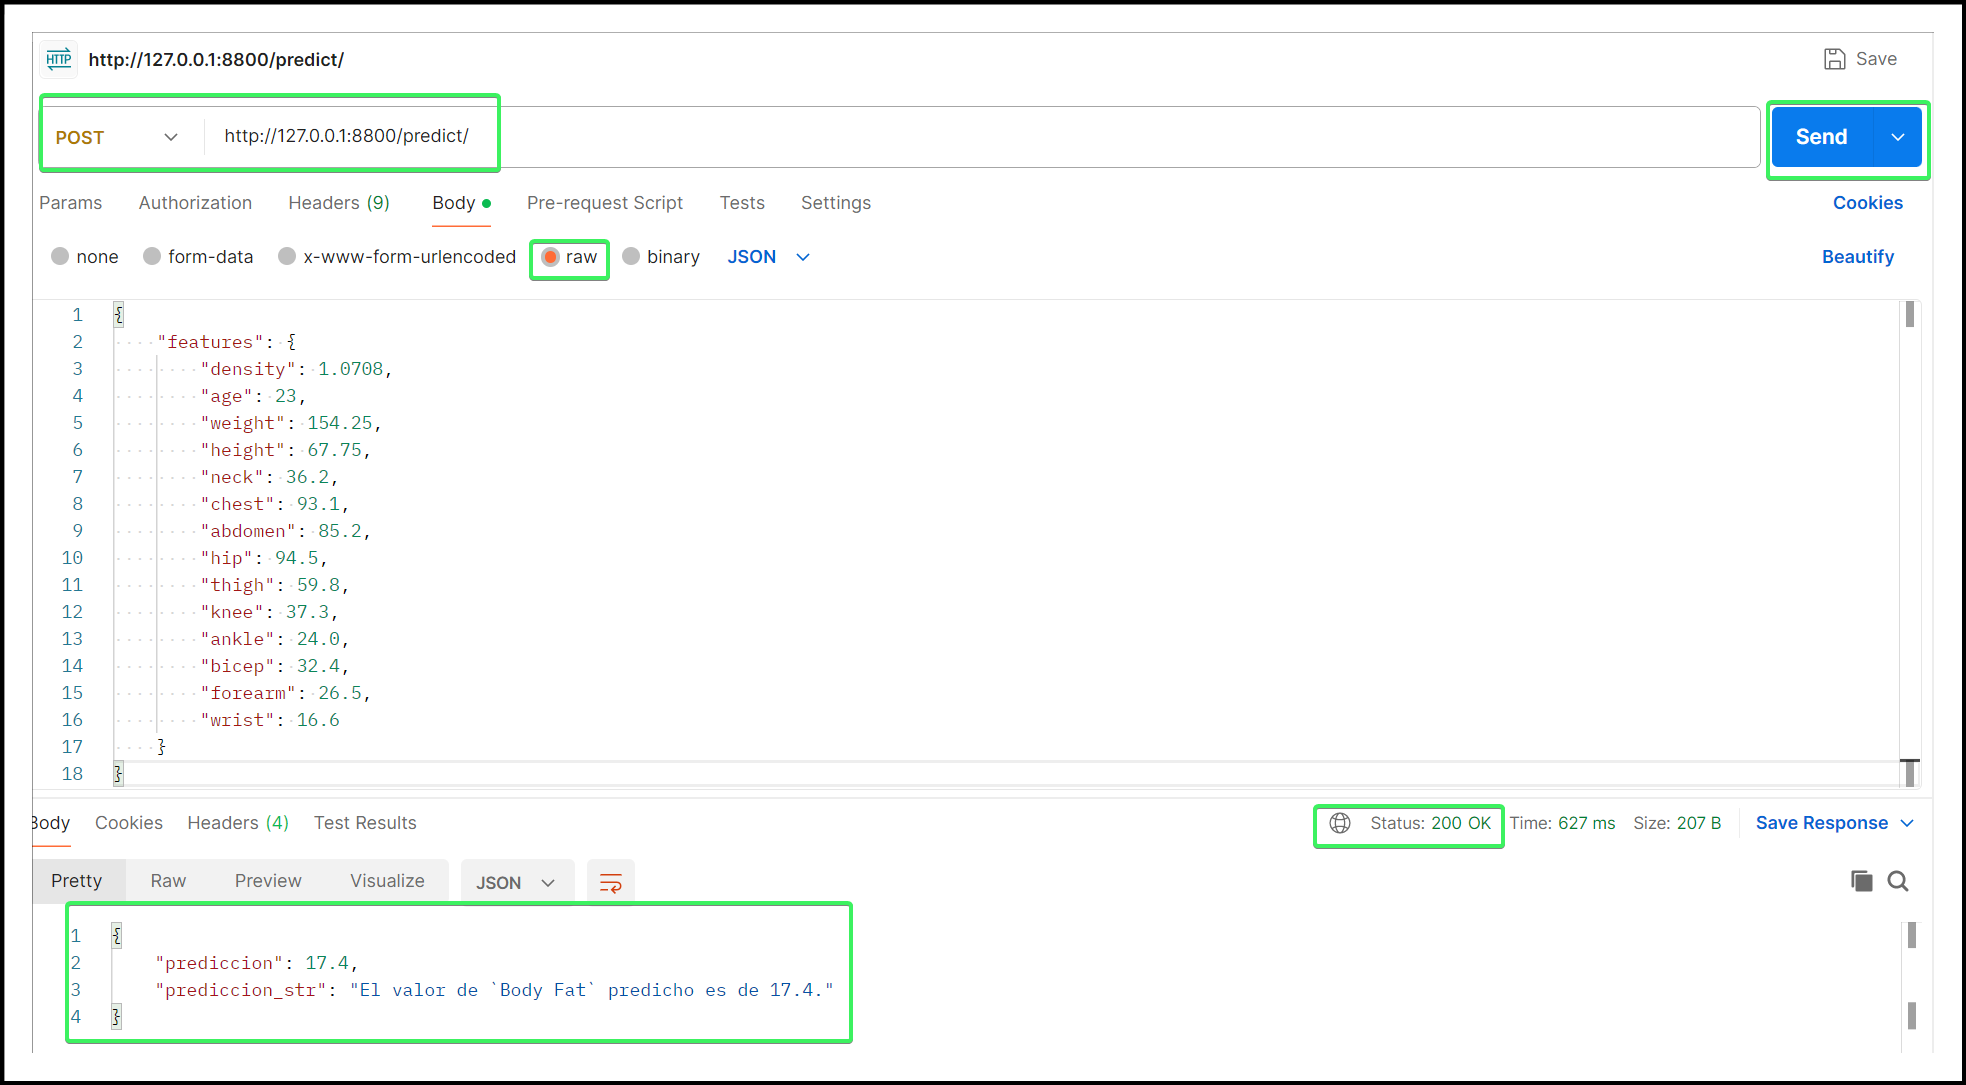 HTTP http://127.0.0.1:8800/predict/ Save
POST http://127.0.0.1:8800/predict/ Send
Params Authorization Headers (9) Body Pre-request Script Tests Settings Cookies
none form-data x-www-form-urlencoded raw binary JSON Beautify
1 {
2 "features": {
3 "density": 1.0708,
4 "age": 23,
5 "weight": 154.25,
6 "height": 67.75,
7 "neck": 36.2,
8 "chest": 93.1,
9 "abdomen": 85.2,
10 "hip": 94.5,
11 "thigh": 59.8,
12 "knee": 37.3,
13 "ankle": 24.0,
14 "bicep": 32.4,
15 "forearm": 26.5,
16 "wrist": 16.6
17 }
18 }
Body Cookies Headers (4) Test Results Status: 200 OK Time: 627 ms Size: 207 B Save Response
Pretty Raw Preview Visualize JSON
1 {
2 "prediccion": 17.4,
3 "prediccion_str": "El valor de `Body Fat` predicho es de 17.4."
4 }